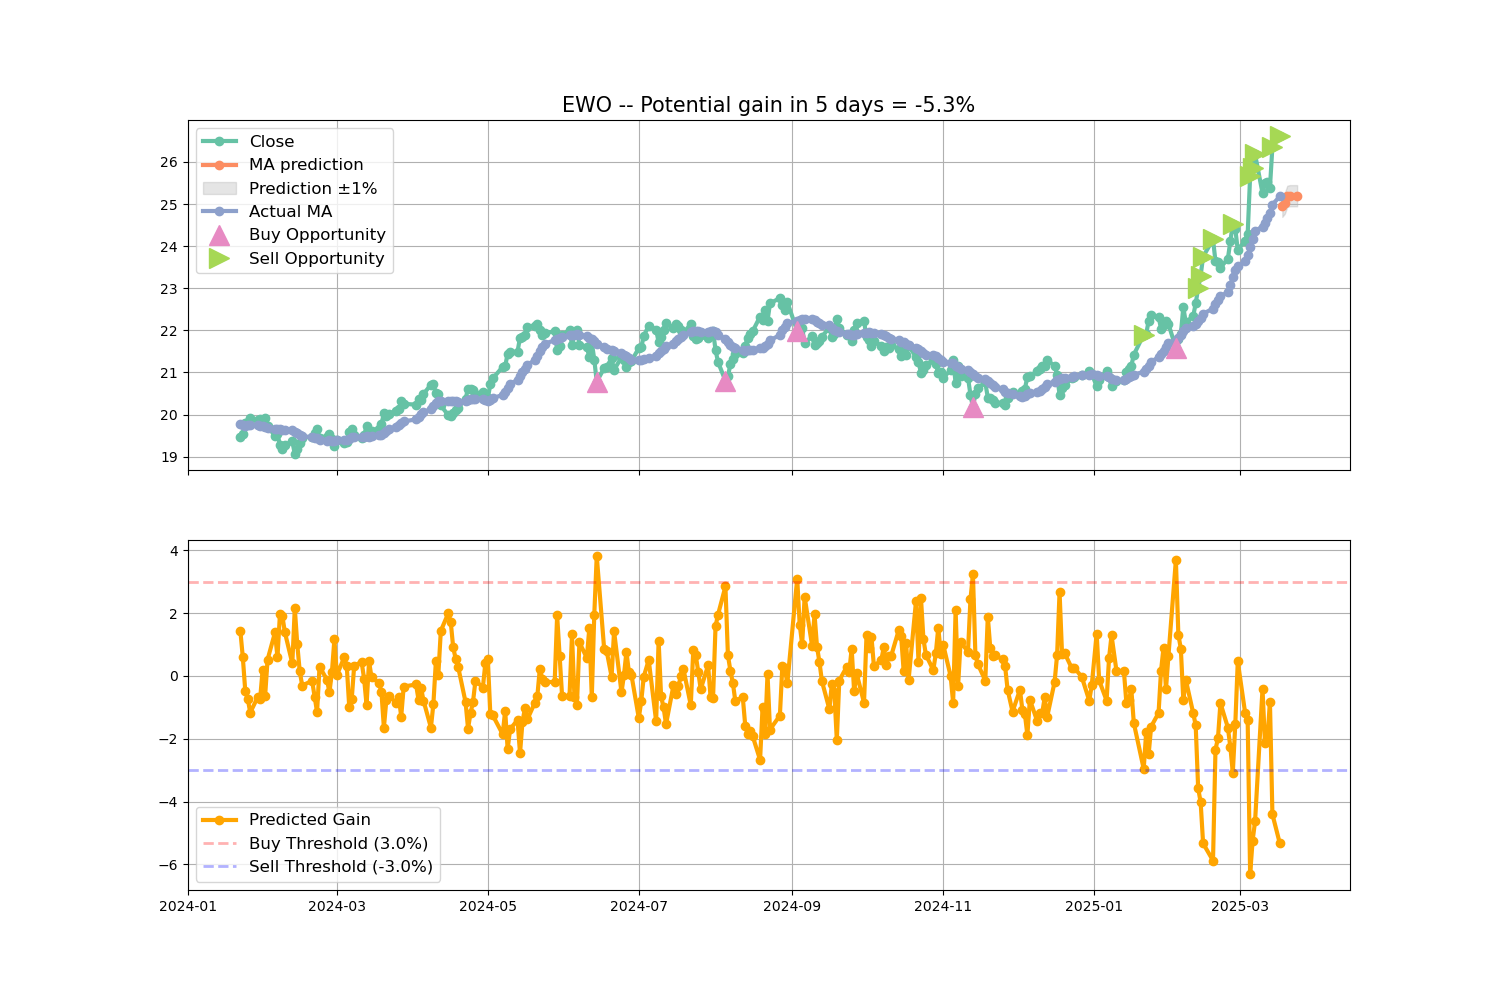 EWO -- Potential gain in 5 days = -5.3%
Close
MA prediction
Prediction ±1%
Actual MA
Buy Opportunity
Sell Opportunity
26
25
24
23
22
21
20
19
4
2
0
−2
−4
−6
Predicted Gain
Buy Threshold (3.0%)
Sell Threshold (-3.0%)
2024-01
2024-03
2024-05
2024-07
2024-09
2024-11
2025-01
2025-03